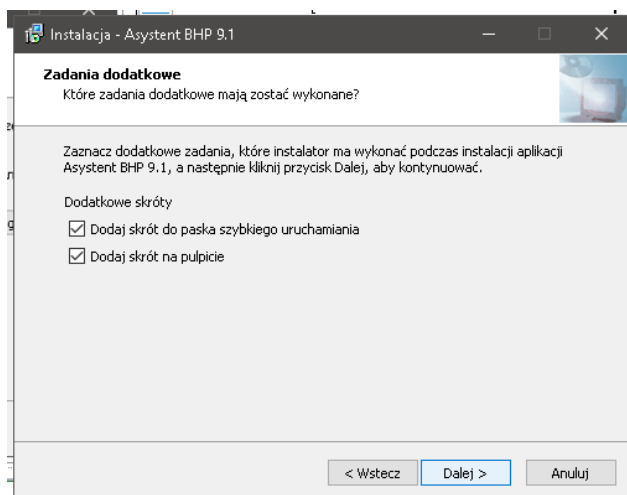 Instalacja - Asystent BHP 9.1
Zadania dodatkowe
Które zadania dodatkowe mają zostać wykonane?
Zaznacz dodatkowe zadania, które instalator ma wykonać podczas instalacji aplikacji
Asystent BHP 9.1, a następnie kliknij przycisk Dalej, aby kontynuować.
Dodatkowe skróty
Dodaj skrót do paska szybkiego uruchamiania
Dodaj skrót na pulpicie
< Wstecz
Dalej >
Anuluj